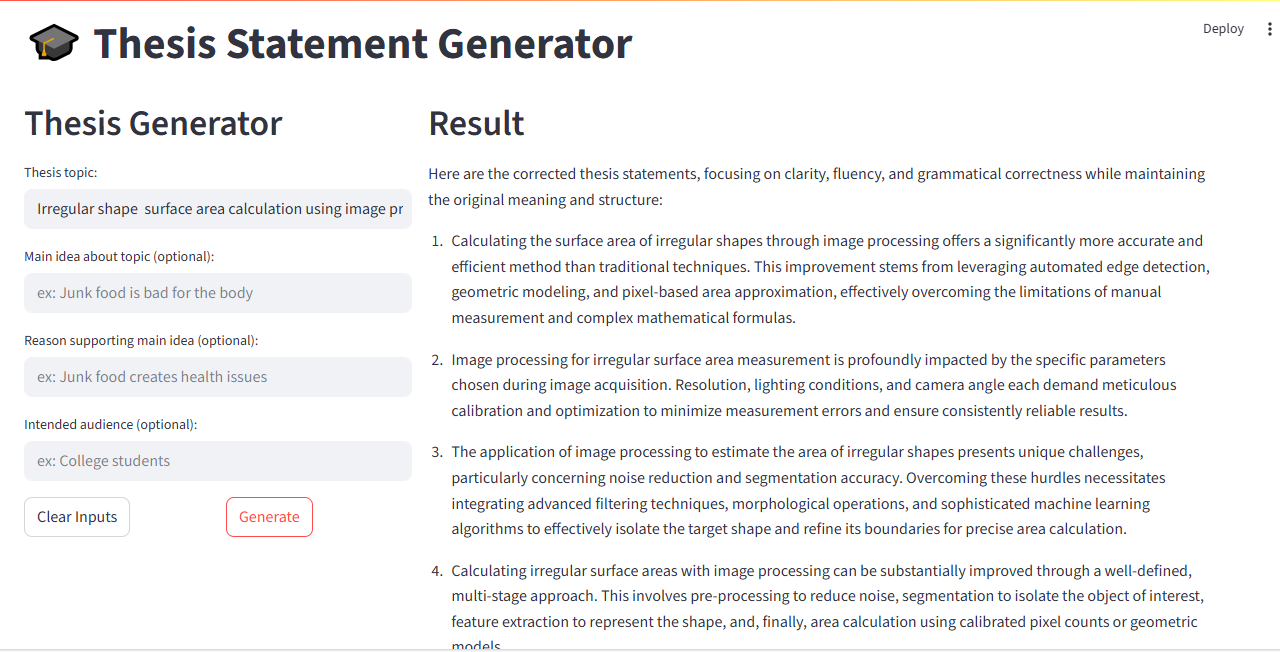 🎓 Thesis Statement Generator
Deploy
Thesis Generator
Thesis topic:
Irregular shape  surface area calculation using image pr
Main idea about topic (optional):
ex: Junk food is bad for the body
Reason supporting main idea (optional):
ex: Junk food creates health issues
Intended audience (optional):
ex: College students
Clear Inputs
Generate
Result
Here are the corrected thesis statements, focusing on clarity, fluency, and grammatical correctness while maintaining
the original meaning and structure:
1. Calculating the surface area of irregular shapes through image processing offers a significantly more accurate and
efficient method than traditional techniques. This improvement stems from leveraging automated edge detection,
geometric modeling, and pixel-based area approximation, effectively overcoming the limitations of manual
measurement and complex mathematical formulas.
2. Image processing for irregular surface area measurement is profoundly impacted by the specific parameters
chosen during image acquisition. Resolution, lighting conditions, and camera angle each demand meticulous
calibration and optimization to minimize measurement errors and ensure consistently reliable results.
3. The application of image processing to estimate the area of irregular shapes presents unique challenges,
particularly concerning noise reduction and segmentation accuracy. Overcoming these hurdles necessitates
integrating advanced filtering techniques, morphological operations, and sophisticated machine learning
algorithms to effectively isolate the target shape and refine its boundaries for precise area calculation.
4. Calculating irregular surface areas with image processing can be substantially improved through a well-defined,
multi-stage approach. This involves pre-processing to reduce noise, segmentation to isolate the object of interest,
feature extraction to represent the shape, and, finally, area calculation using calibrated pixel counts or geometric
models.